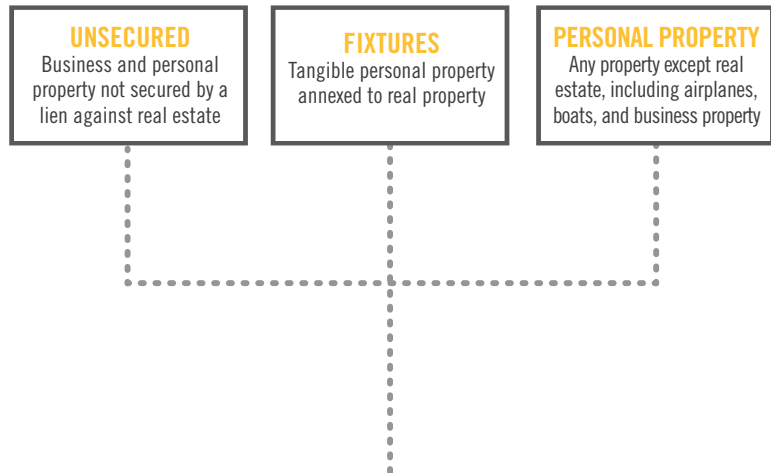 UNSECURED
Business and personal
property not secured by a
lien against real estate
FIXTURES
Tangible personal property
annexed to real property
PERSONAL PROPERTY
Any property except real
estate, including airplanes,
boats, and business property